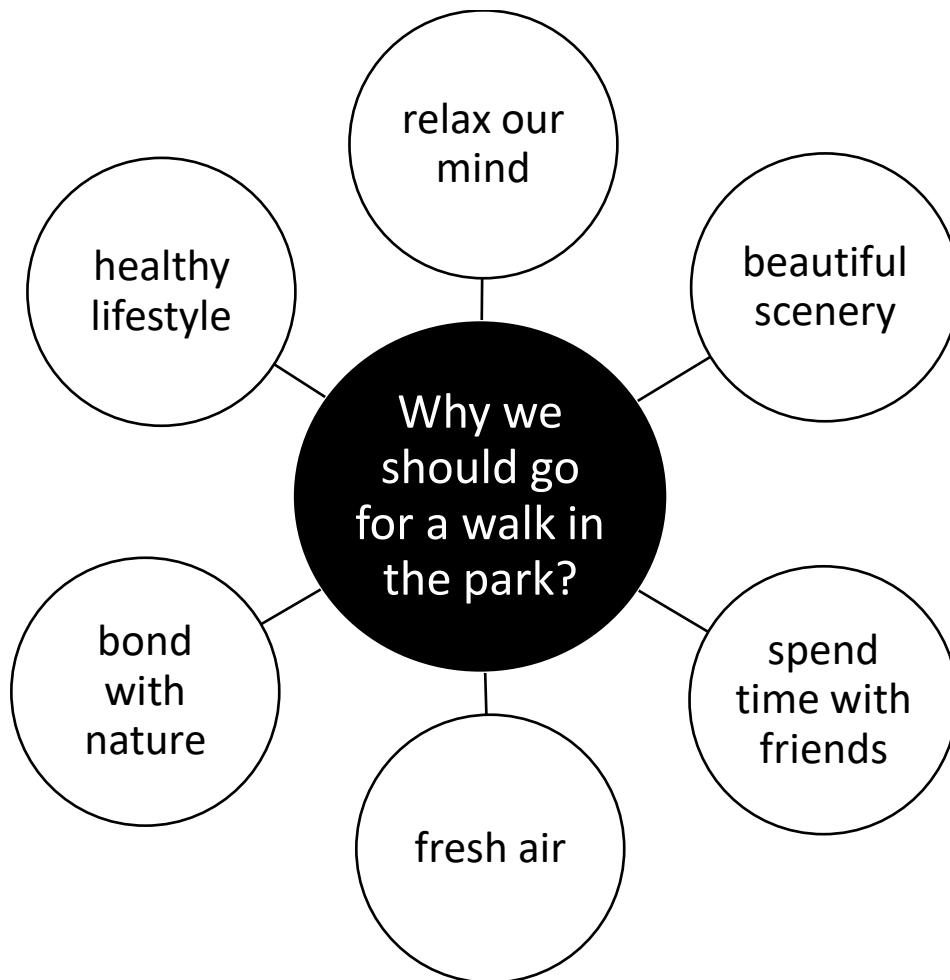 relax our
mind
beautiful
scenery
healthy
lifestyle
Why we
should go
for a walk in
the park?
bond
with
nature
spend
time with
friends
fresh air